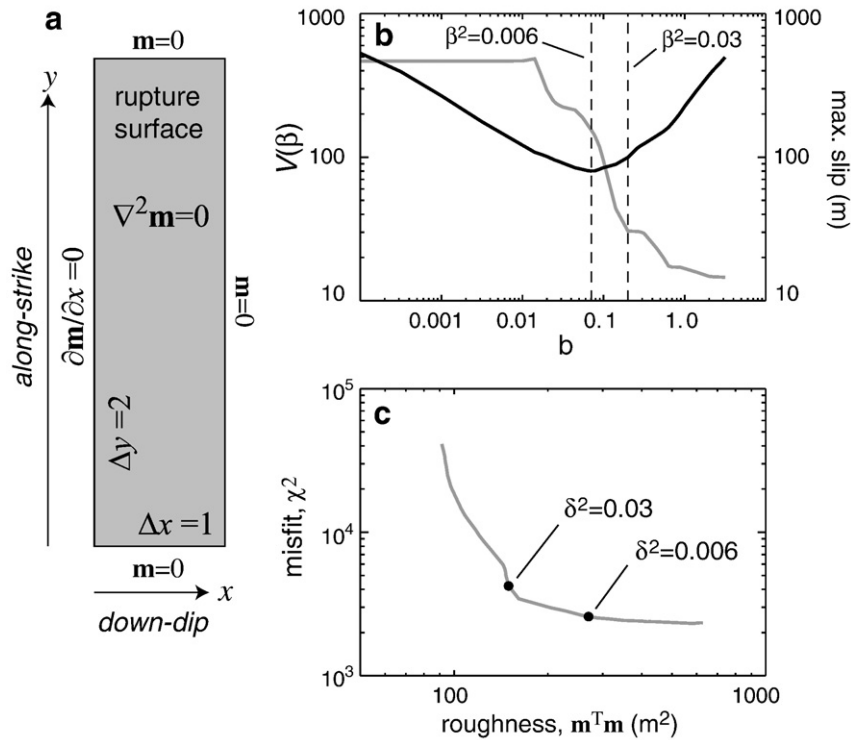 a
m=0
y
rupture
surface
∇²m=0
along-strike
∂m/∂x=0
m=0
Δy=2
Δx=1
m=0
x
down-dip
b
β²=0.006
β²=0.03
1000
100
10
V(β)
1000
100
10
max. slip (m)
0.001
0.01
0.1
1.0
b
c
10⁵
10⁴
10³
misfit, χ²
δ²=0.03
δ²=0.006
100
1000
roughness, mᵀm (m²)